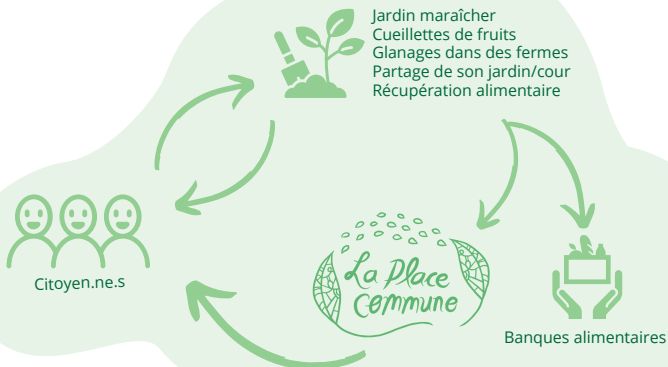 Jardin maraîcher
Cueillettes de fruits
Glanages dans des fermes
Partage de son jardin/cour
Récupération alimentaire
Citoyen.ne.s
La Place
Commune
Banques alimentaires